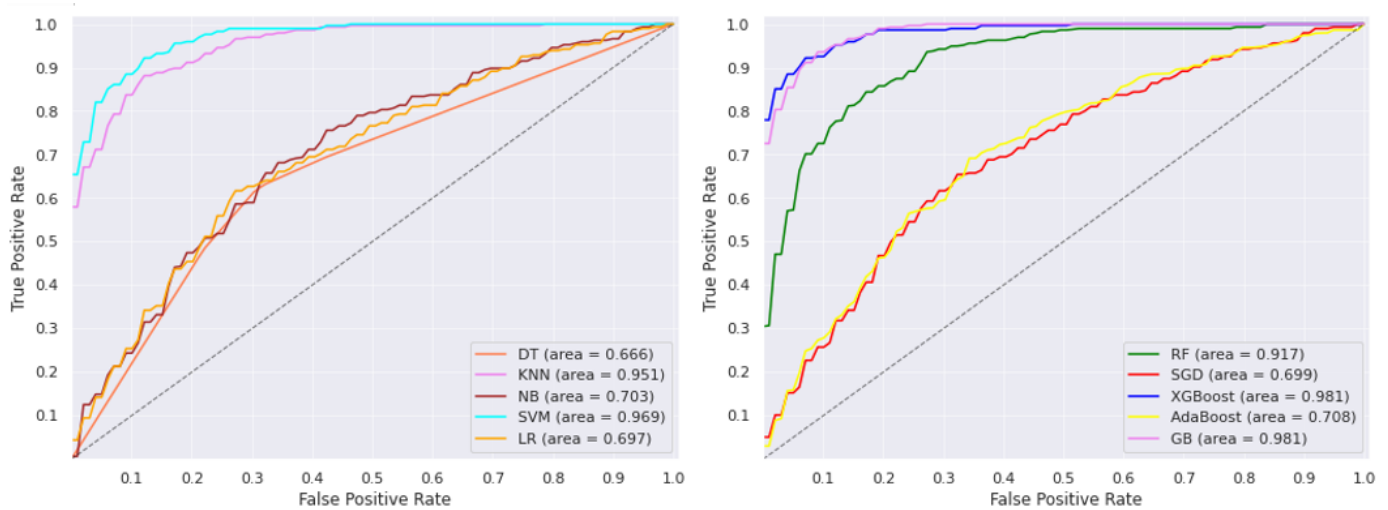 1.0
0.9
0.8
0.7
0.6
0.5
0.4
0.3
0.2
0.1
True Positive Rate
0.1 0.2 0.3 0.4 0.5 0.6 0.7 0.8 0.9 1.0
False Positive Rate
DT (area = 0.666)
KNN (area = 0.951)
NB (area = 0.703)
SVM (area = 0.969)
LR (area = 0.697)
1.0
0.9
0.8
0.7
0.6
0.5
0.4
0.3
0.2
0.1
True Positive Rate
0.1 0.2 0.3 0.4 0.5 0.6 0.7 0.8 0.9 1.0
False Positive Rate
RF (area = 0.917)
SGD (area = 0.699)
XGBoost (area = 0.981)
AdaBoost (area = 0.708)
GB (area = 0.981)